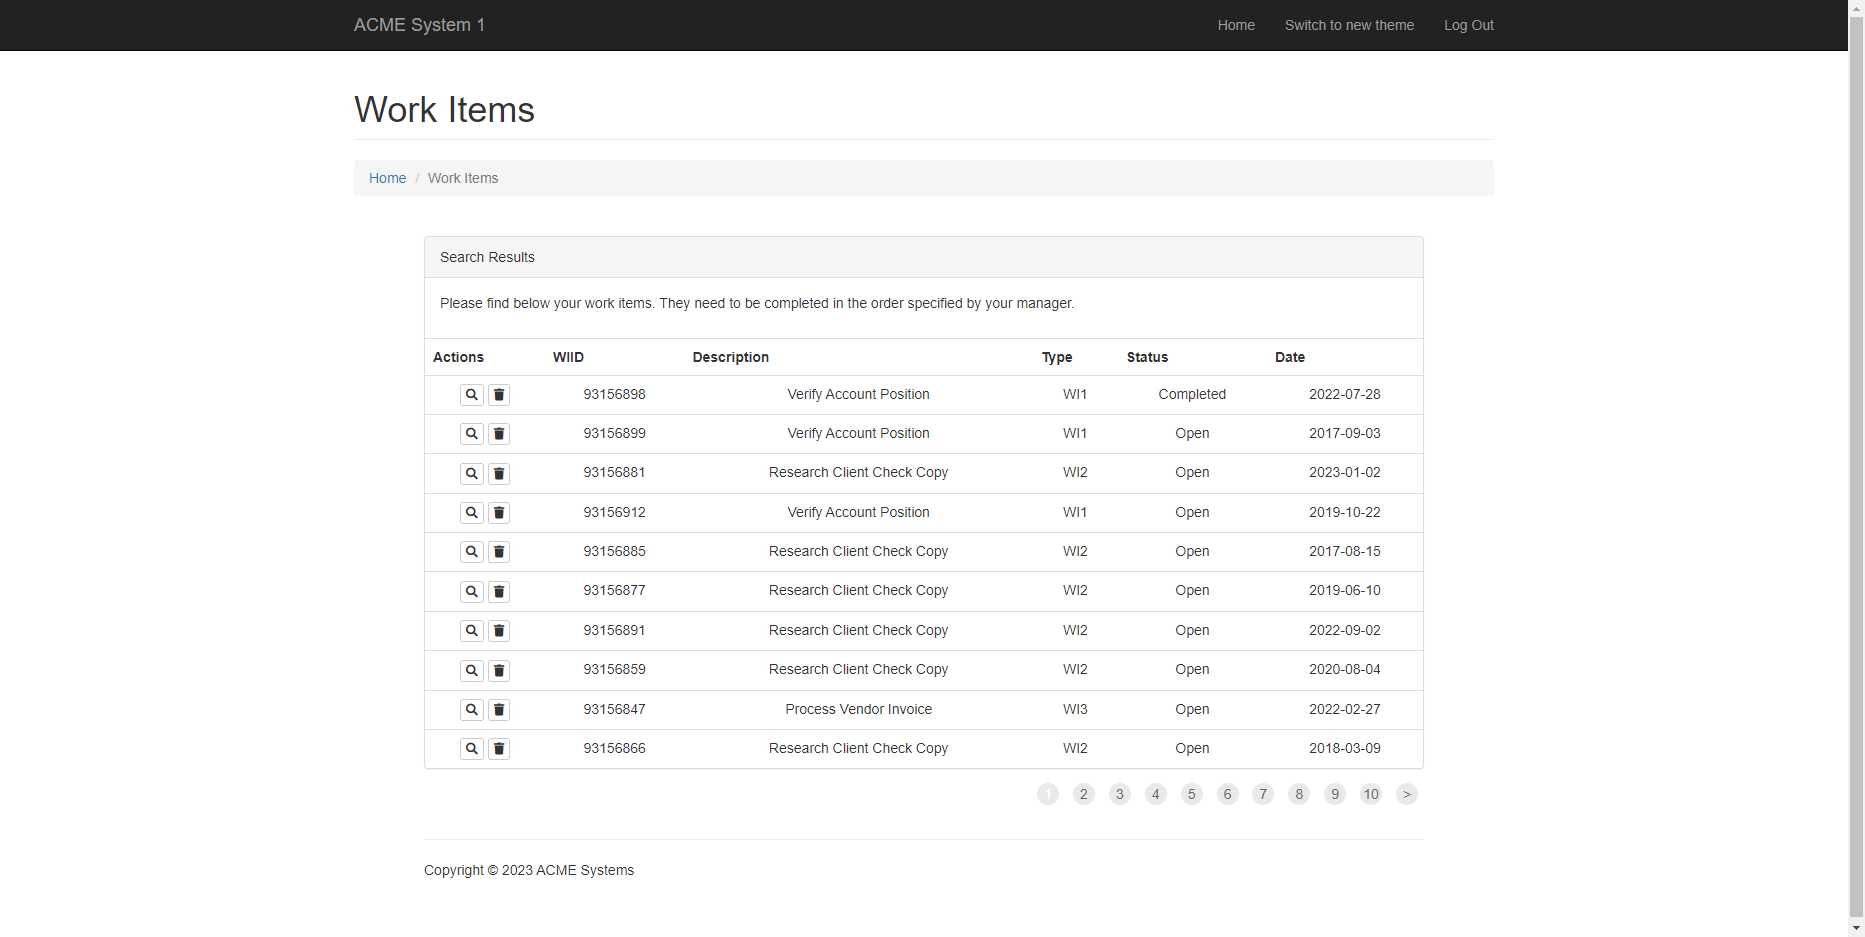 ACME System 1 Home Switch to new theme Log Out
Work Items
Home / Work Items
Search Results
Please find below your work items. They need to be completed in the order specified by your manager.
Actions WIID Description Type Status Date
93156898 Verify Account Position WI1 Completed 2022-07-28
93156899 Verify Account Position WI1 Open 2017-09-03
93156881 Research Client Check Copy WI2 Open 2023-01-02
93156912 Verify Account Position WI1 Open 2019-10-22
93156885 Research Client Check Copy WI2 Open 2017-08-15
93156877 Research Client Check Copy WI2 Open 2019-06-10
93156891 Research Client Check Copy WI2 Open 2022-09-02
93156859 Research Client Check Copy WI2 Open 2020-08-04
93156847 Process Vendor Invoice WI3 Open 2022-02-27
93156866 Research Client Check Copy WI2 Open 2018-03-09
1 2 3 4 5 6 7 8 9 10 >
Copyright © 2023 ACME Systems